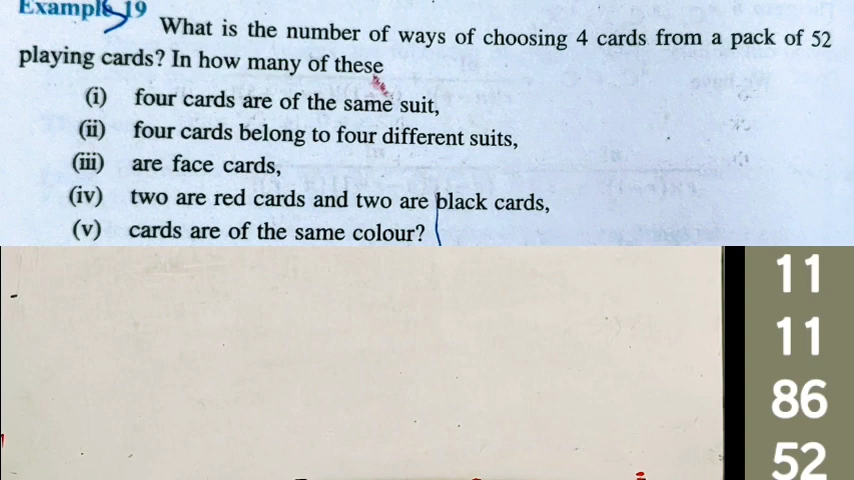 Example 19
What is the number of ways of choosing 4 cards from a pack of 52
playing cards? In how many of these
(i) four cards are of the same suit,
(ii) four cards belong to four different suits,
(iii) are face cards,
(iv) two are red cards and two are black cards,
(v) cards are of the same colour?
11
11
86
52